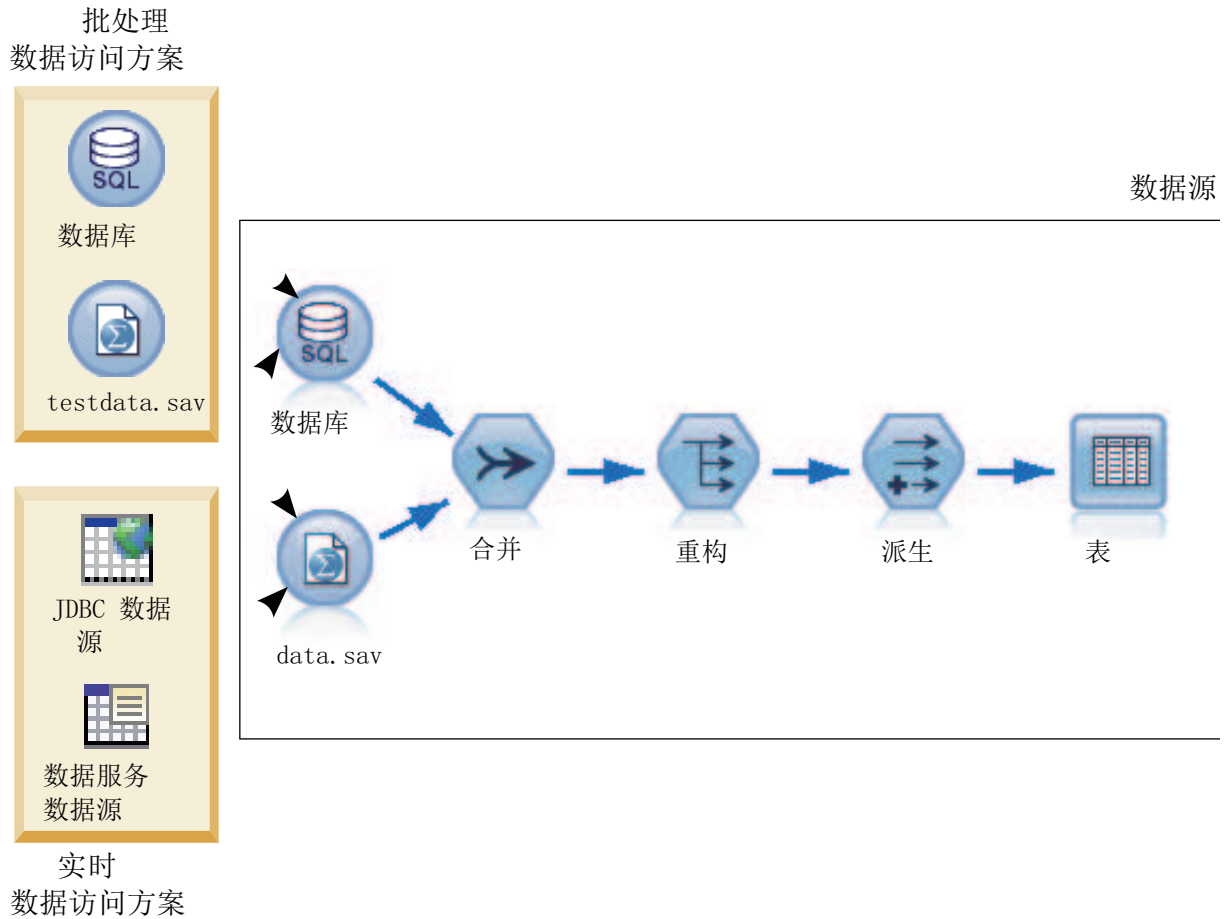 批处理
数据访问方案
SQL
数据库
testdata.sav
数据源
SQL
数据库
data.sav
合并
重构
派生
表
JDBC 数据
源
数据服务
数据源
实时
数据访问方案